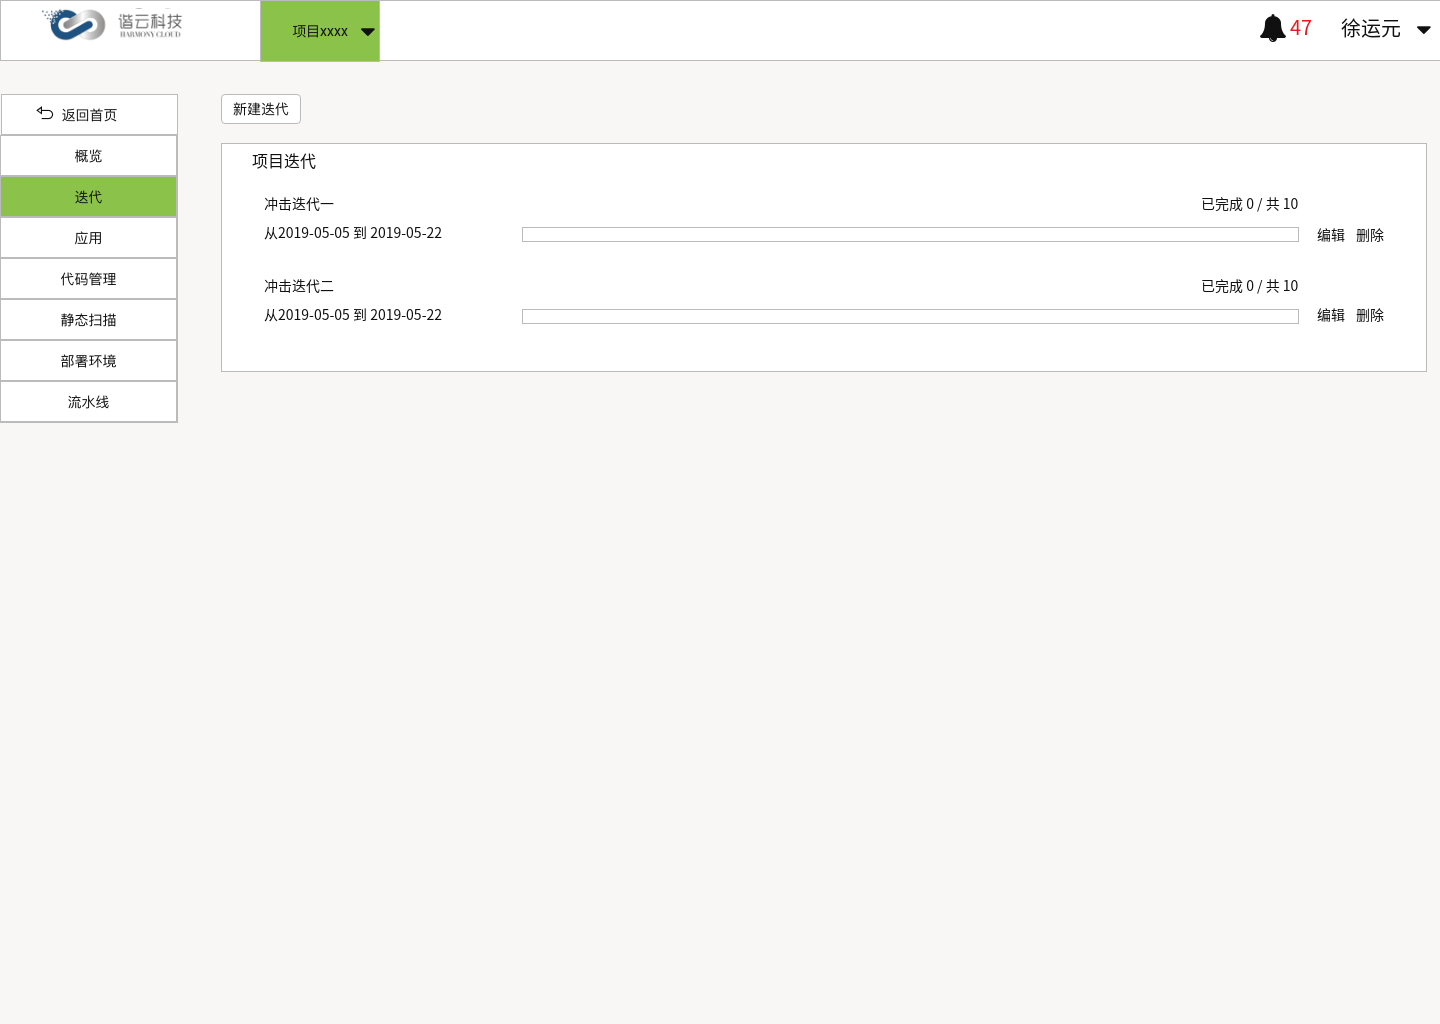 谐云科技
HARMONY CLOUD
项目xxxx
47
徐运元
返回首页
概览
迭代
应用
代码管理
静态扫描
部署环境
流水线
新建迭代
项目迭代
冲击迭代一
已完成 0 / 共 10
从2019-05-05 到 2019-05-22
编辑 删除
冲击迭代二
已完成 0 / 共 10
从2019-05-05 到 2019-05-22
编辑 删除